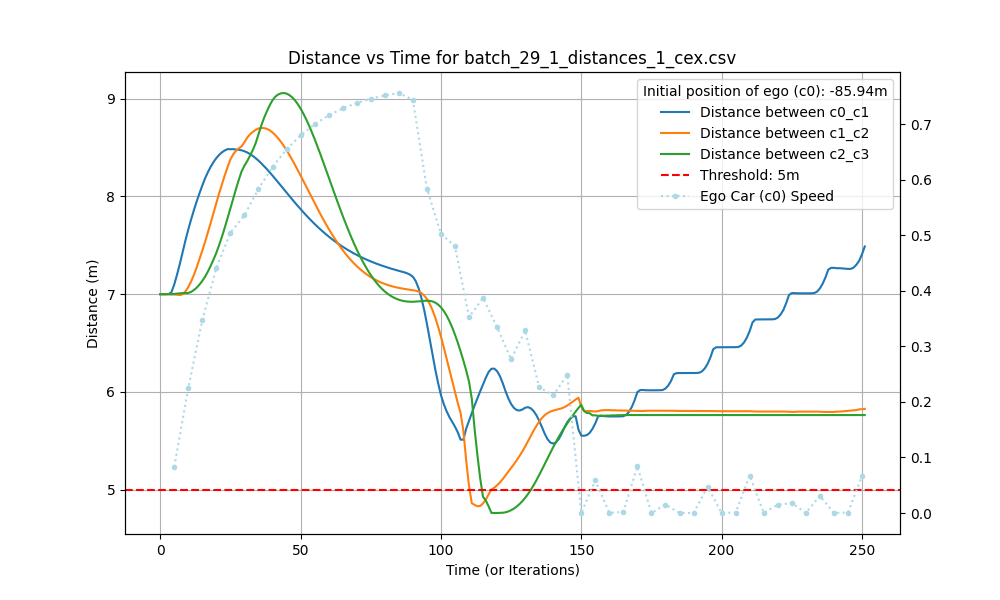 Distance vs Time for batch_29_1_distances_1_cex.csv
Initial position of ego (c0): -85.94m
Distance between c0_c1
Distance between c1_c2
Distance between c2_c3
Threshold: 5m
Ego Car (c0) Speed
Distance (m)
9
8
7
6
5
0.7
0.6
0.5
0.4
0.3
0.2
0.1
0.0
0 50 100 150 200 250
Time (or Iterations)